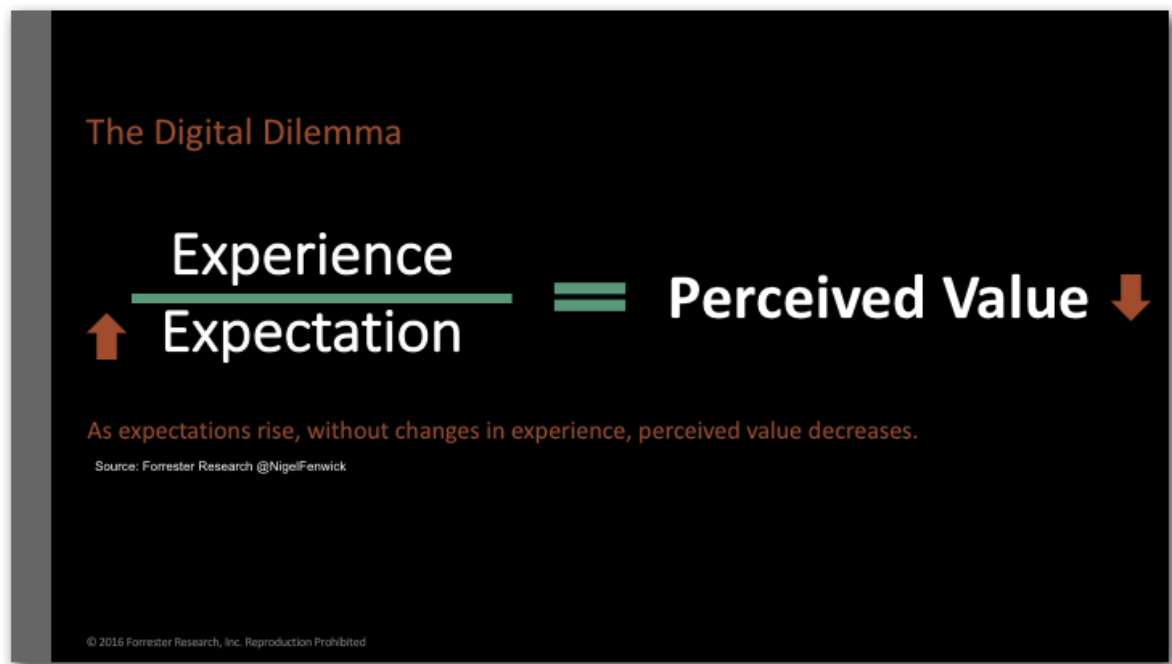 The Digital Dilemma
Experience
Expectation
= Perceived Value
As expectations rise, without changes in experience, perceived value decreases.
Source: Forrester Research @NigelFenwick
© 2016 Forrester Research, Inc. Reproduction Prohibited